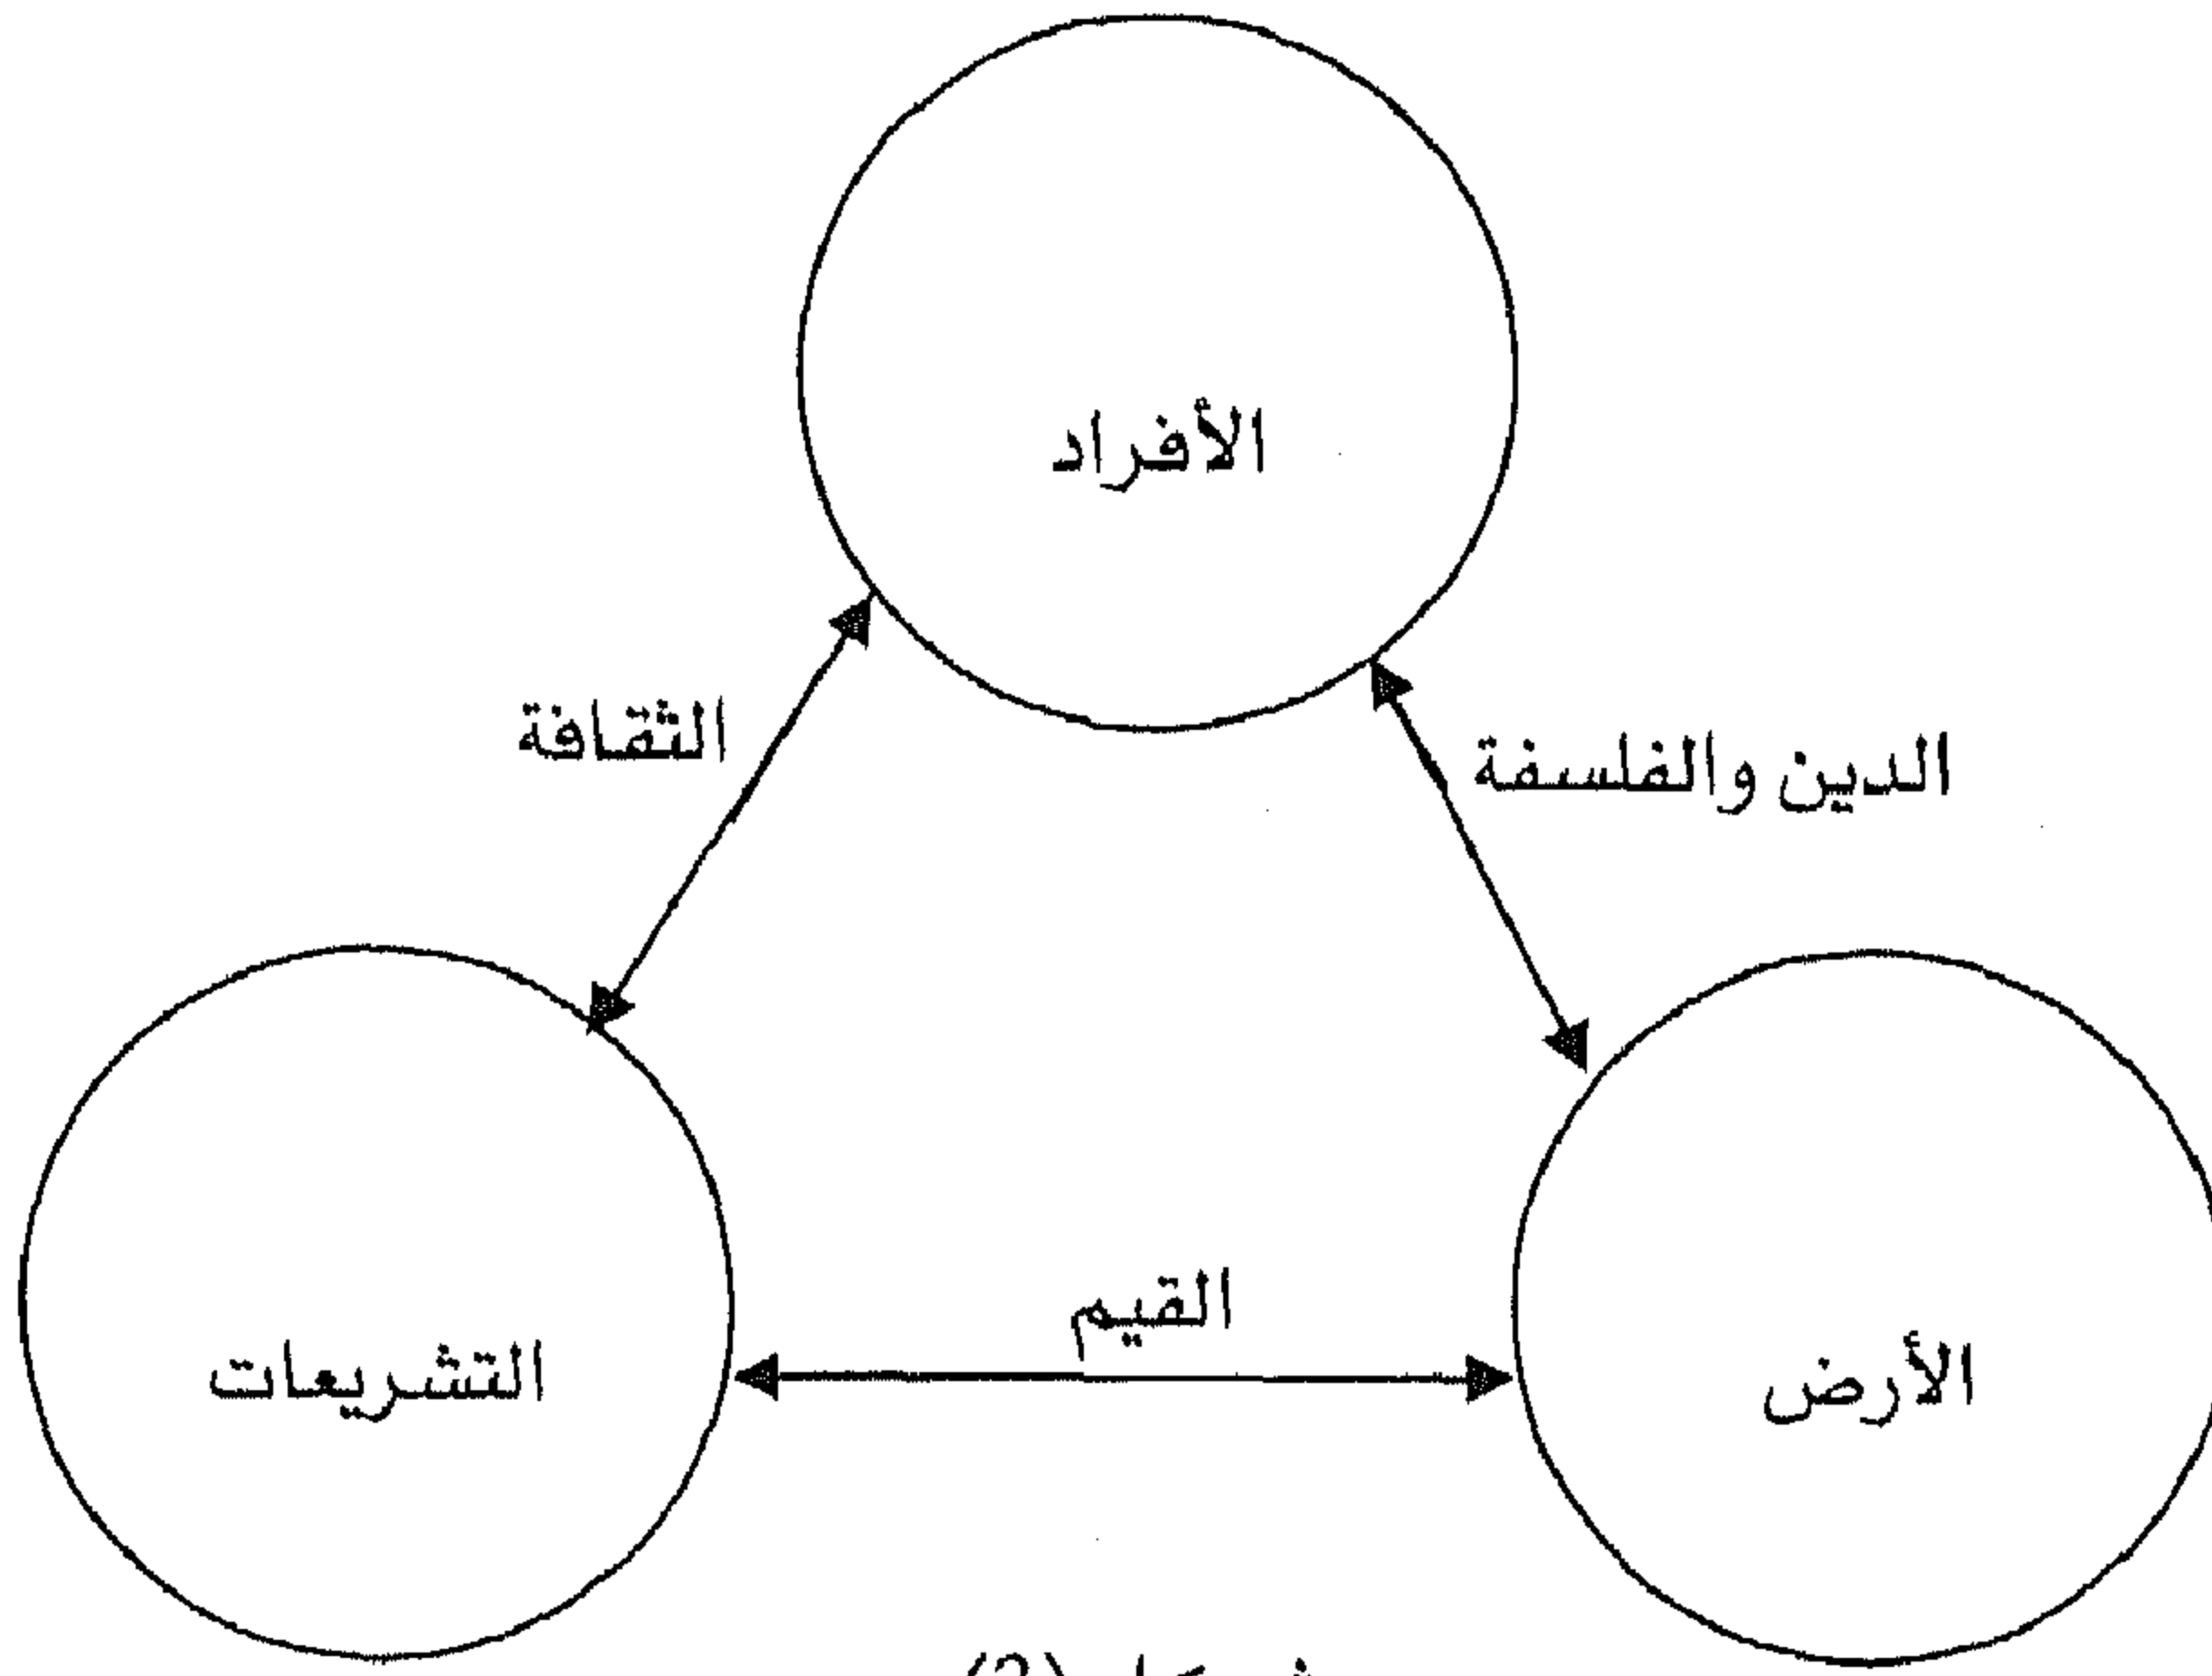 الأفراد
الدين والفلسفة
الثقافة
القيم
الأرض
التشريعات